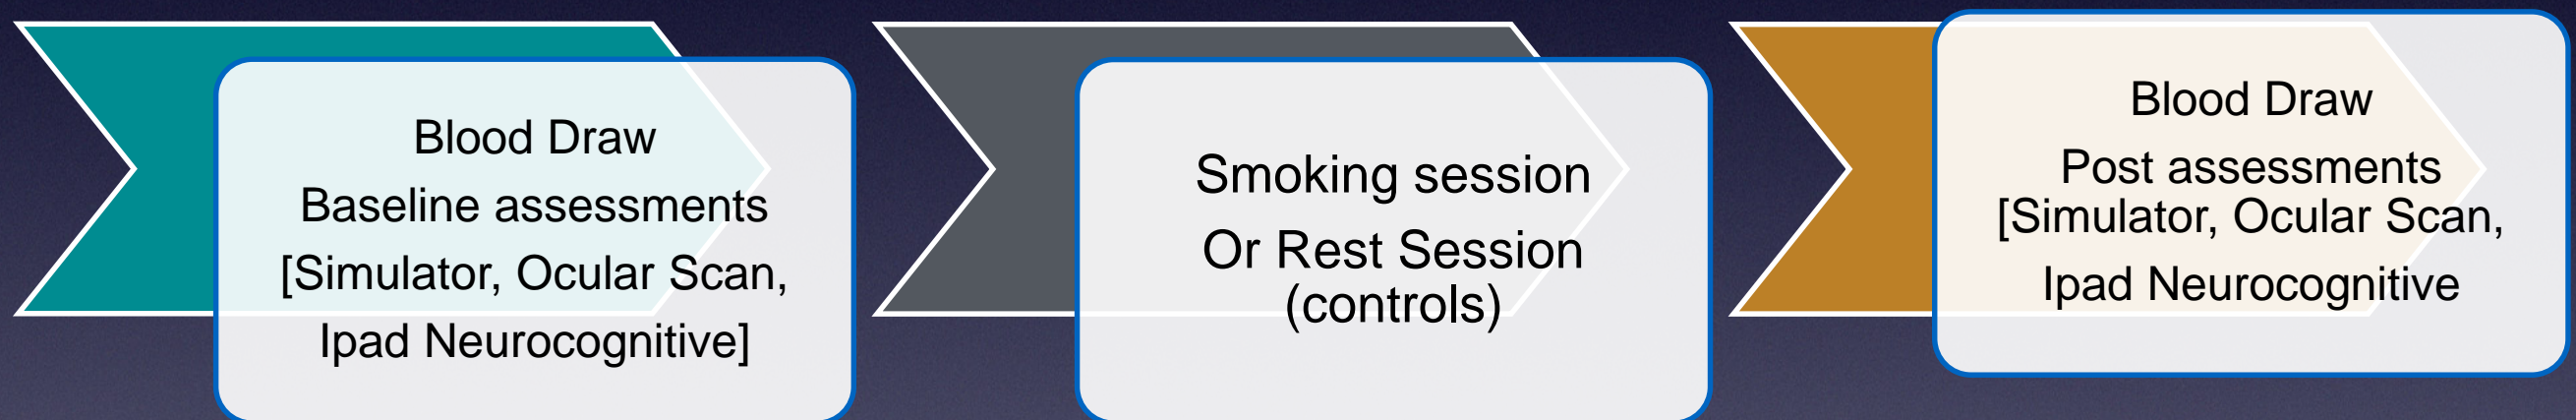 Blood Draw
Baseline assessments
[Simulator, Ocular Scan,
Ipad Neurocognitive]
Smoking session
Or Rest Session
(controls)
Blood Draw
Post assessments
[Simulator, Ocular Scan,
Ipad Neurocognitive